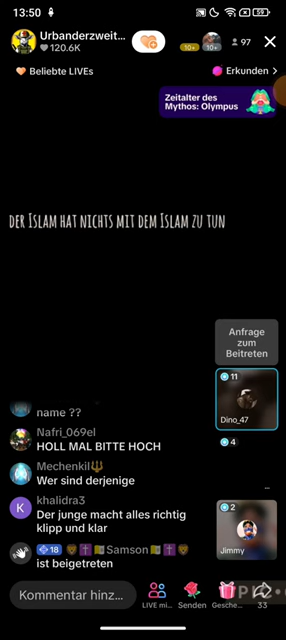 13:50
59
Urbanderzweit...
120.6K
10+
10+
97
Beliebte LIVEs
Erkunden
Zeitalter des
Mythos: Olympus
DER ISLAM HAT NICHTS MIT DEM ISLAM ZU TUN
Anfrage
zum
Beitreten
11
Dino_47
name ??
Nafri_069el
HOLL MAL BITTE HOCH
4
Mechenkil
Wer sind derjenige
khalidra3
Der junge macht alles richtig
klipp und klar
2
Jimmy
18 Samson
ist beigetreten
Kommentar hinz...
LIVE mi...
Senden
Gesche...
33